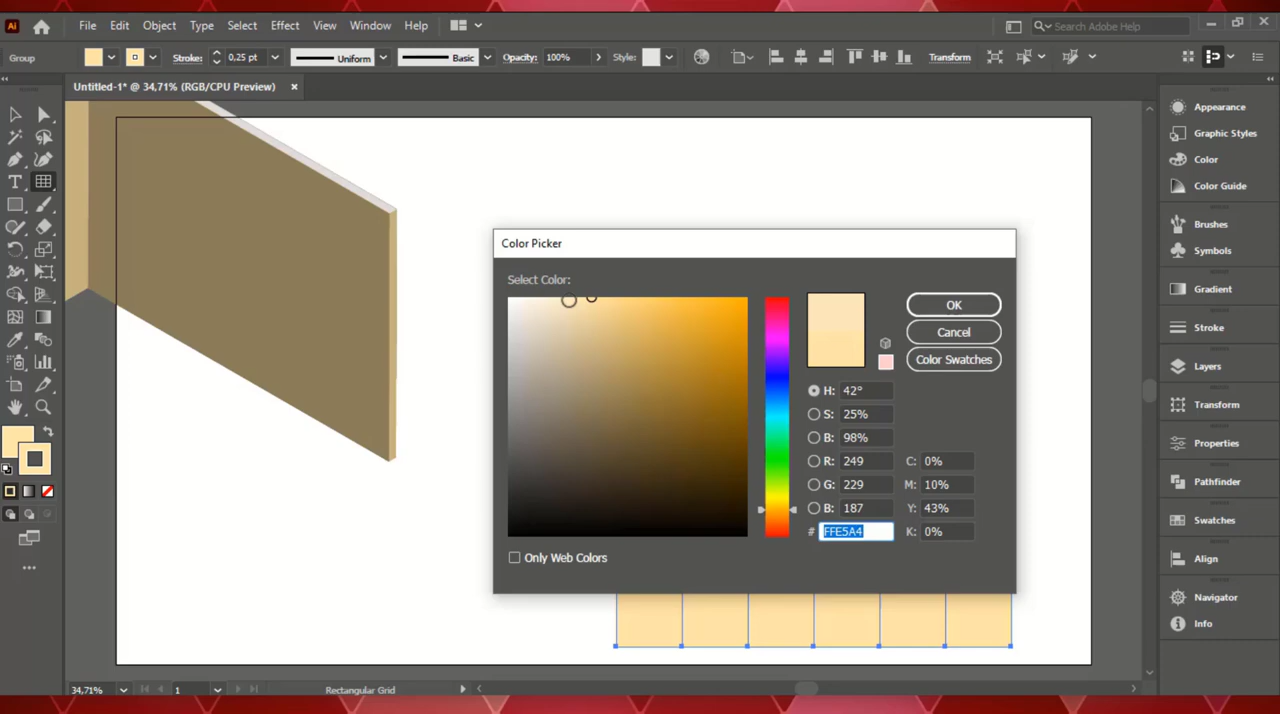 Ai File Edit Object Type Select Effect View Window Help Search Adobe Help
Group Stroke: 0,25 pt Uniform Basic Opacity: 100% Style: Transform
Untitled-1* @ 34,71% (RGB/CPU Preview) ×
Appearance
Graphic Styles
Color
Color Guide
Brushes
Symbols
Gradient
Stroke
Layers
Transform
Properties
Pathfinder
Swatches
Align
Navigator
Info
Color Picker
Select Color:
OK
Cancel
Color Swatches
H: 42°
S: 25%
B: 98%
R: 249 C: 0%
G: 229 M: 10%
B: 187 Y: 43%
# FFE5A4 K: 0%
Only Web Colors
34,71% 1 Rectangular Grid